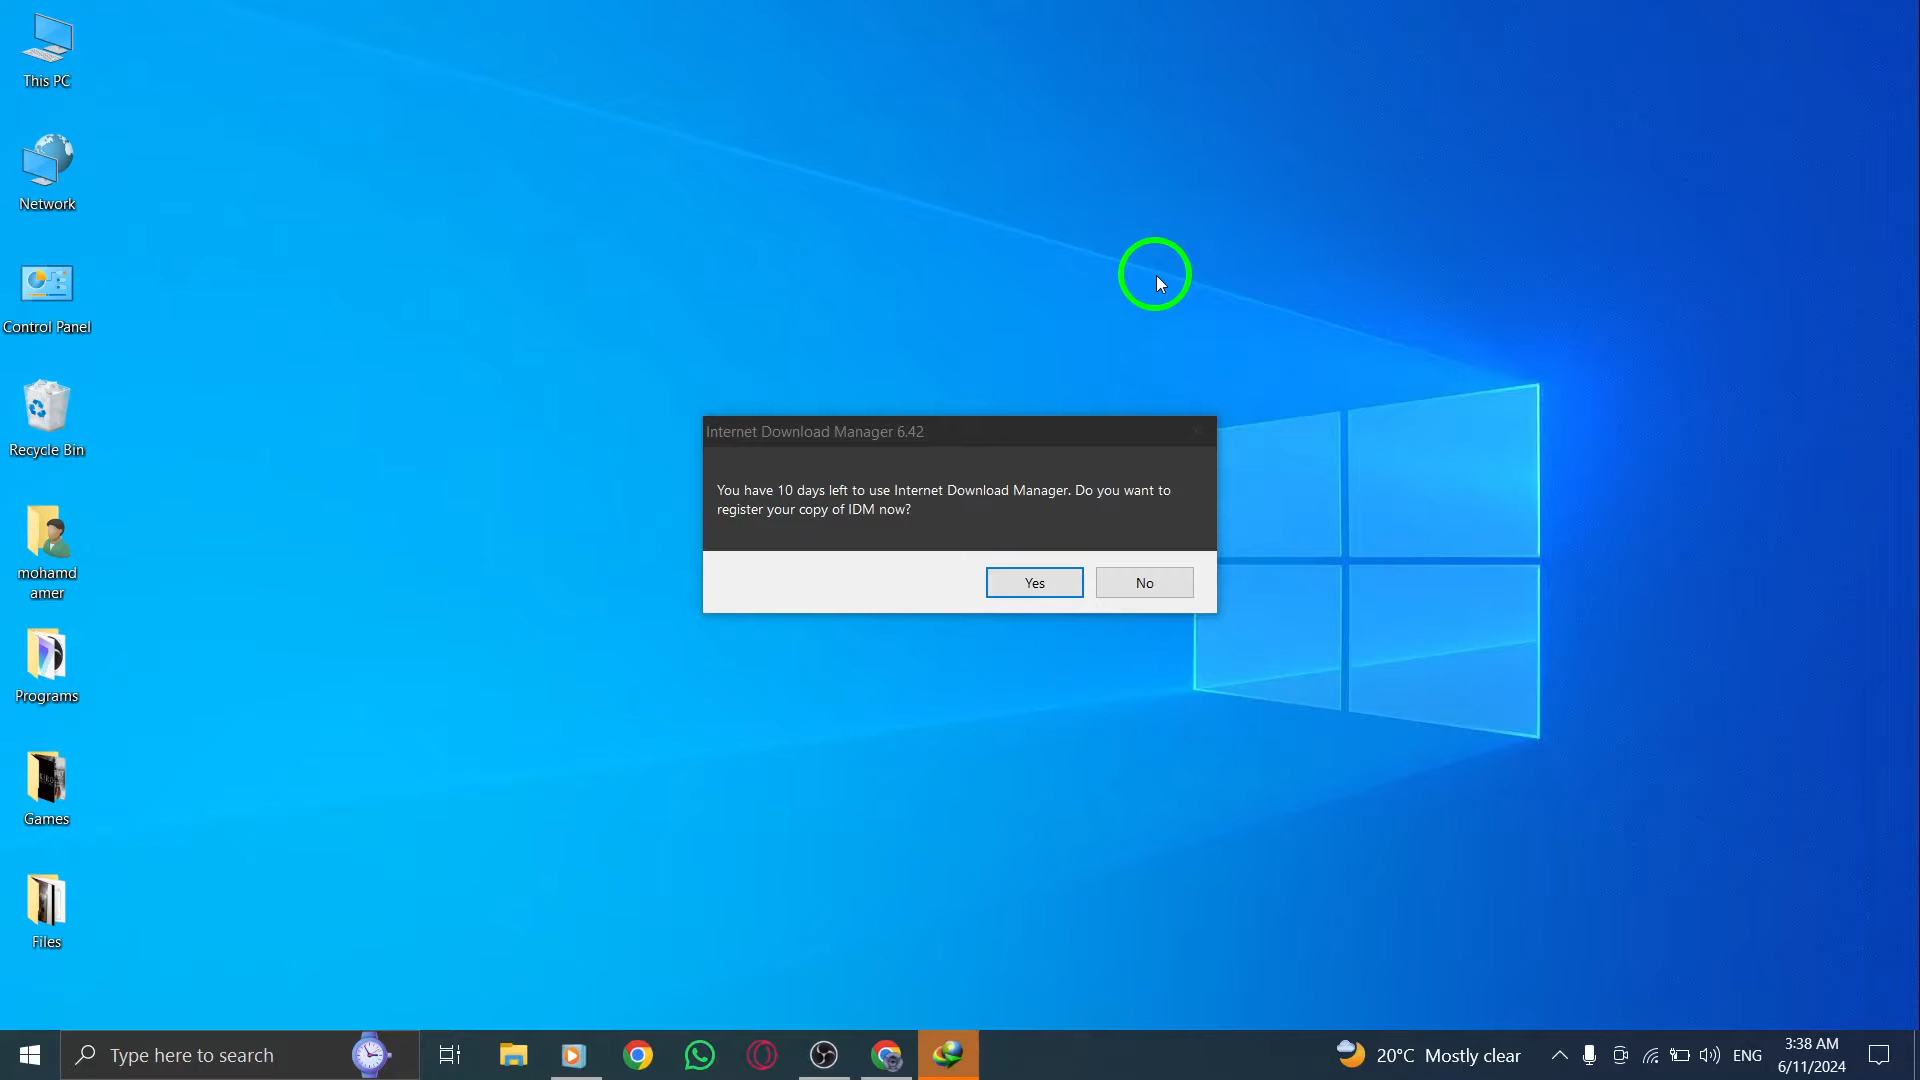 This PC
Network
Control Panel
Recycle Bin
mohamd
amer
Programs
Games
Files
Internet Download Manager 6.42
You have 10 days left to use Internet Download Manager. Do you want to
register your copy of IDM now?
Yes
No
Type here to search
20°C Mostly clear
ENG
3:38 AM
6/11/2024